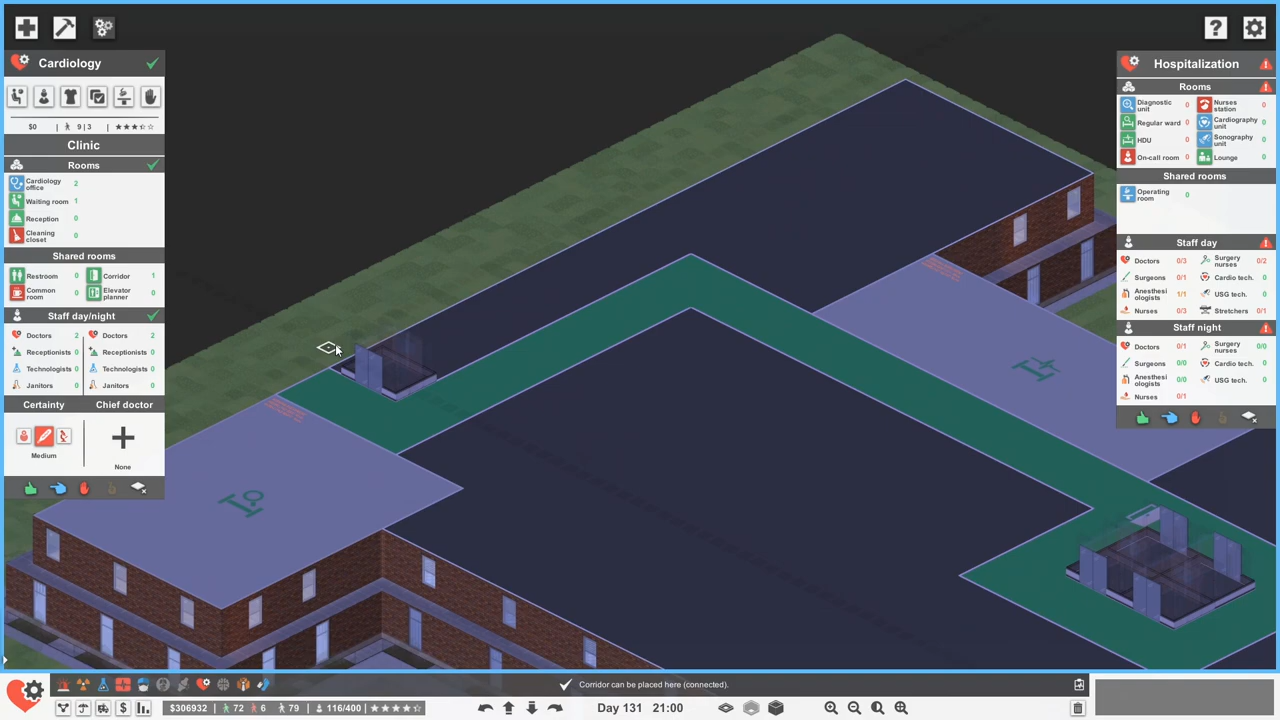 Cardiology
$0 | 9|3 |
Clinic
Rooms
Cardiology office 2
Waiting room 1
Reception 0
Cleaning closet 0
Shared rooms
Restroom 0 Corridor 1
Common room 0 Elevator planner 0
Staff day/night
Doctors 2 Doctors 2
Receptionists 0 Receptionists 0
Technologists 0 Technologists 0
Janitors 0 Janitors 0
Certainty Chief doctor
Medium None
?
Hospitalization
Rooms
Diagnostic unit 0 Nurses station 0
Regular ward 0 Cardiography unit 0
HDU 0 Sonography unit 0
On-call room 0 Lounge 0
Shared rooms
Operating room 0
Staff day
Doctors 0/3 Surgery nurses 0/2
Surgeons 0/1 Cardio tech. 0
Anesthesiologists 1/1 USG tech. 0
Nurses 0/3 Stretchers 0/1
Staff night
Doctors 0/1 Surgery nurses 0/0
Surgeons 0/0 Cardio tech. 0
Anesthesiologists 0/0 USG tech. 0
Nurses 0/1
Corridor can be placed here (connected).
$306932 | 72 6 | 79 | 116/400 |
Day 131 21:00